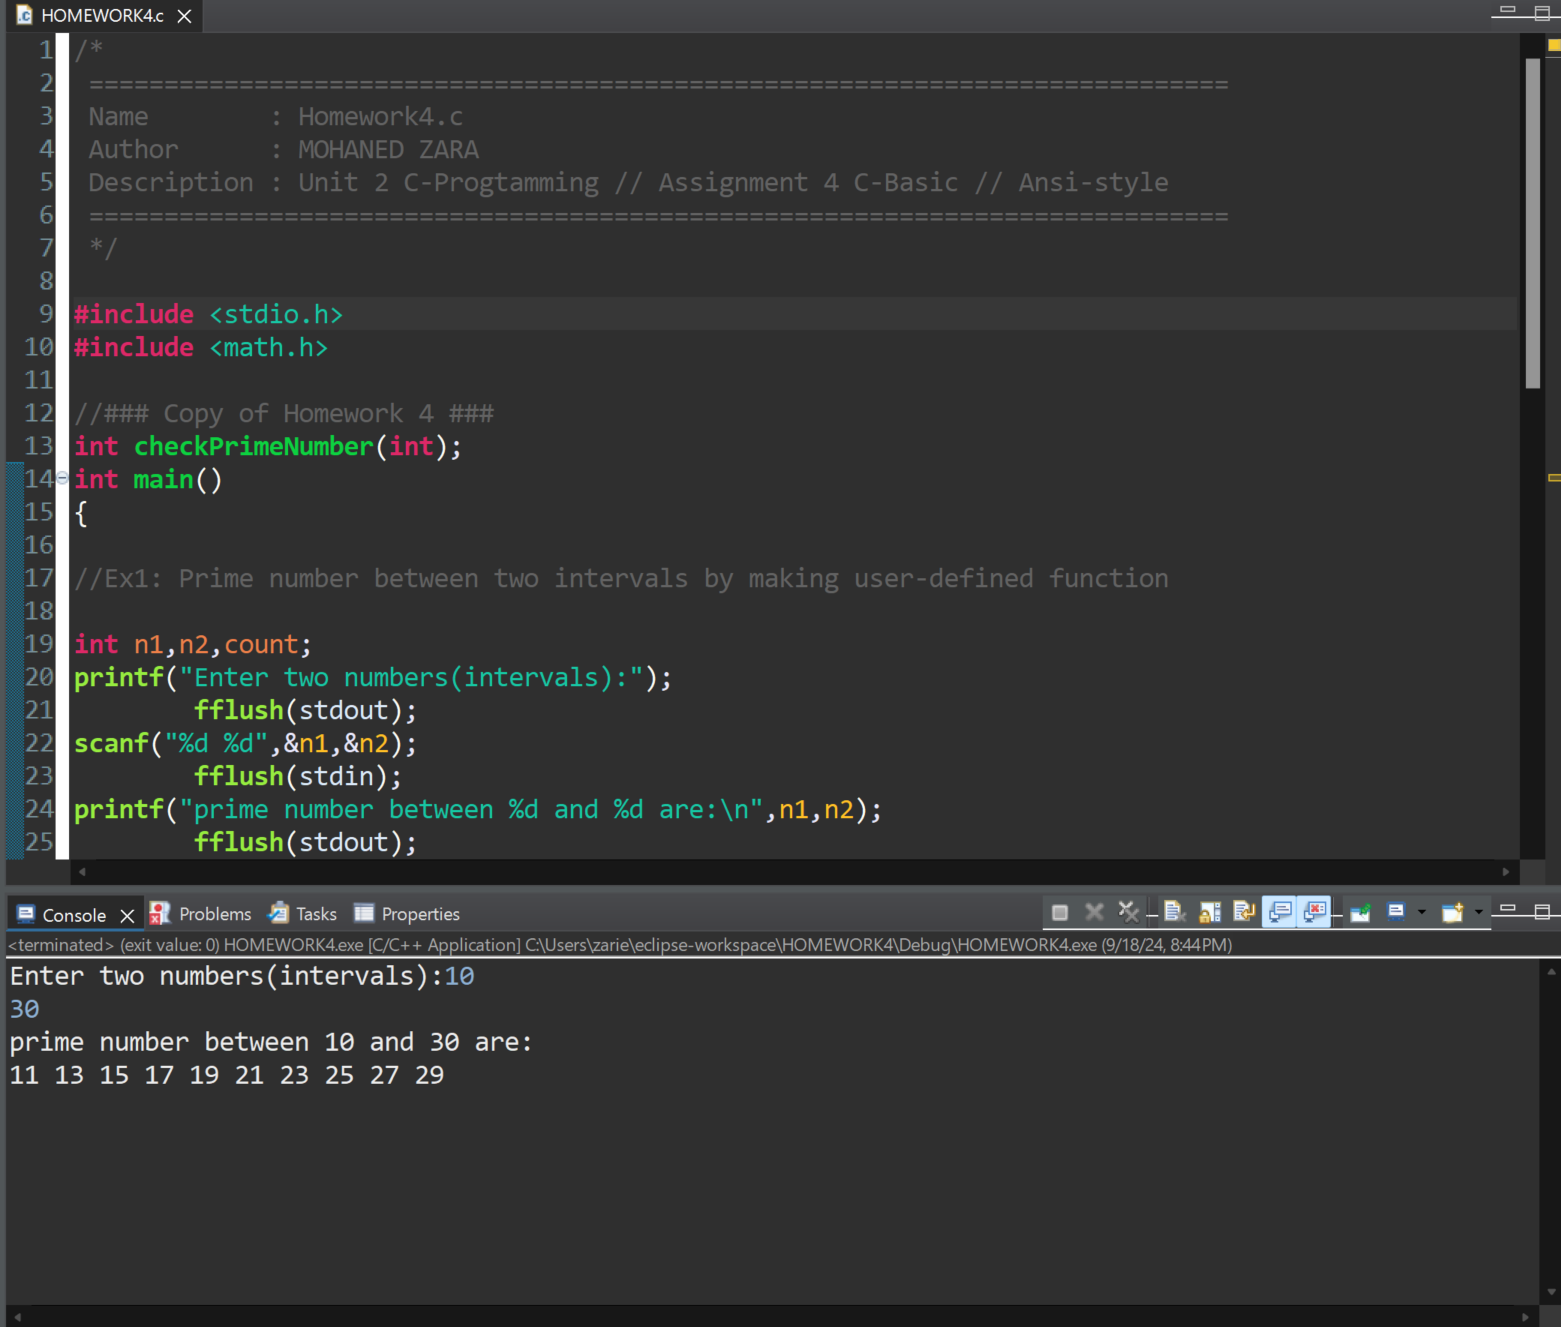 HOMEWORK4.c
1 /*
2  ============================================================================
3  Name        : Homework4.c
4  Author      : MOHANED ZARA
5  Description : Unit 2 C-Progtamming // Assignment 4 C-Basic // Ansi-style
6  ============================================================================
7  */
8
9 #include <stdio.h>
10 #include <math.h>
11
12 //### Copy of Homework 4 ###
13 int checkPrimeNumber(int);
14 int main()
15 {
16
17 //Ex1: Prime number between two intervals by making user-defined function
18
19 int n1,n2,count;
20 printf("Enter two numbers(intervals):");
21         fflush(stdout);
22 scanf("%d %d",&n1,&n2);
23         fflush(stdin);
24 printf("prime number between %d and %d are:\n",n1,n2);
25         fflush(stdout);
Console Problems Tasks Properties
<terminated> (exit value: 0) HOMEWORK4.exe [C/C++ Application] C:\Users\zarie\eclipse-workspace\HOMEWORK4\Debug\HOMEWORK4.exe (9/18/24, 8:44 PM)
Enter two numbers(intervals):10
30
prime number between 10 and 30 are:
11 13 15 17 19 21 23 25 27 29